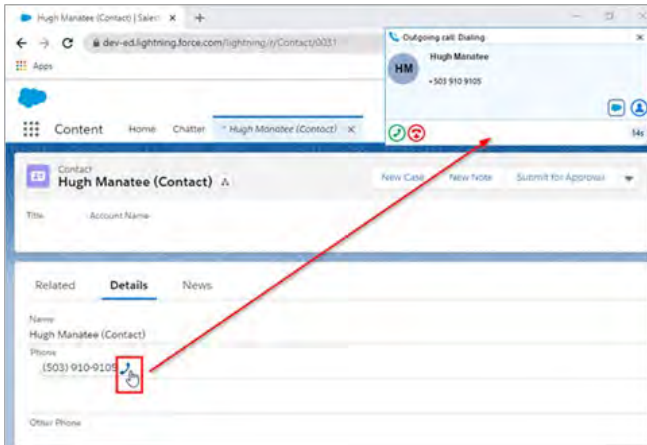 Hugh Manatee (Contact) | Sales
dev-ed.lightning.force.com/lightning/r/Contact/0031
Apps
Outgoing call: Dialing
HM
Hugh Manatee
+503 910 9105
54s
Content
Home
Chatter
* Hugh Manatee (Contact)
Contact
Hugh Manatee (Contact)
New Case
New Note
Submit for Approval
Title
Account Name
Related
Details
News
Name
Hugh Manatee (Contact)
Phone
(503) 910-9105
Other Phone